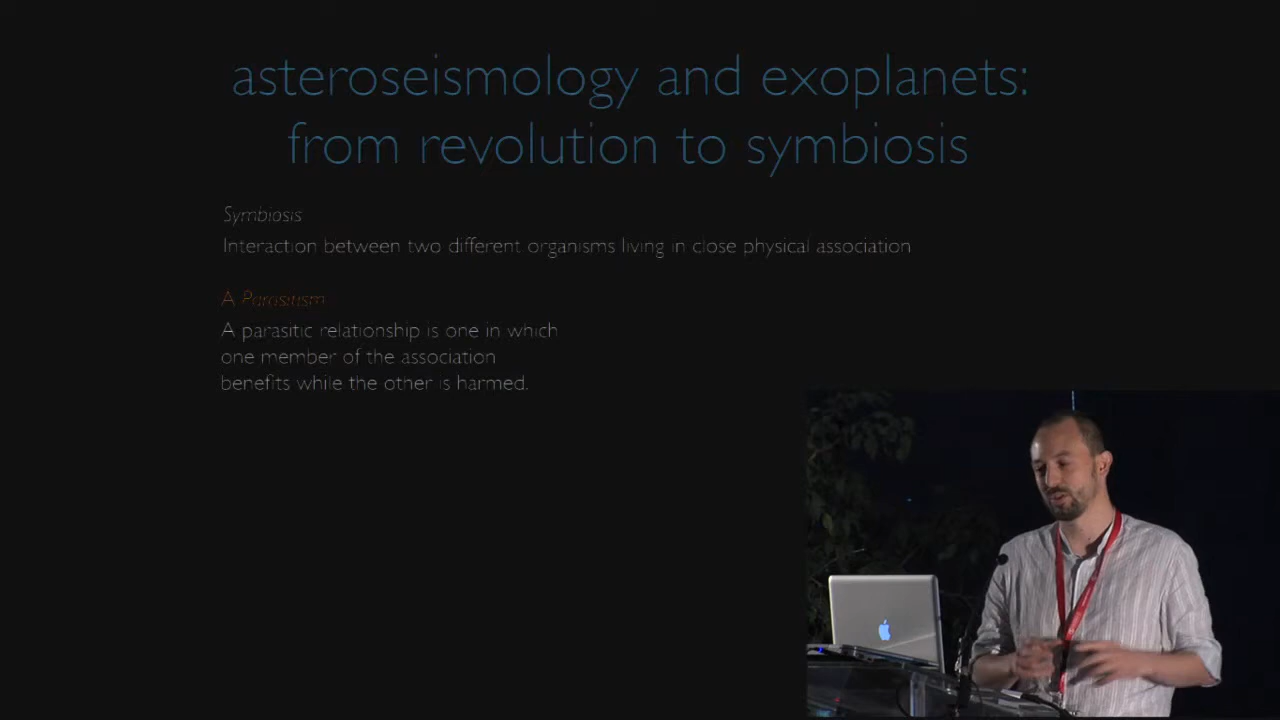 asteroseismology and exoplanets:
from revolution to symbiosis
Symbiosis
Interaction between two different organisms living in close physical association
A Parasitism
A parasitic relationship is one in which
one member of the association
benefits while the other is harmed.